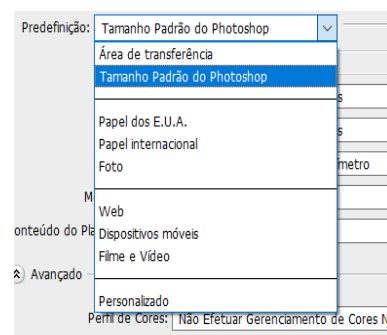 Predefinição: Tamanho Padrão do Photoshop
Área de transferência
Tamanho Padrão do Photoshop
Papel dos E.U.A.
Papel internacional
Foto
Web
Dispositivos móveis
Filme e Vídeo
Avançado
Personalizado
Perfil de Cores: Não Efetuar Gerenciamento de Cores N